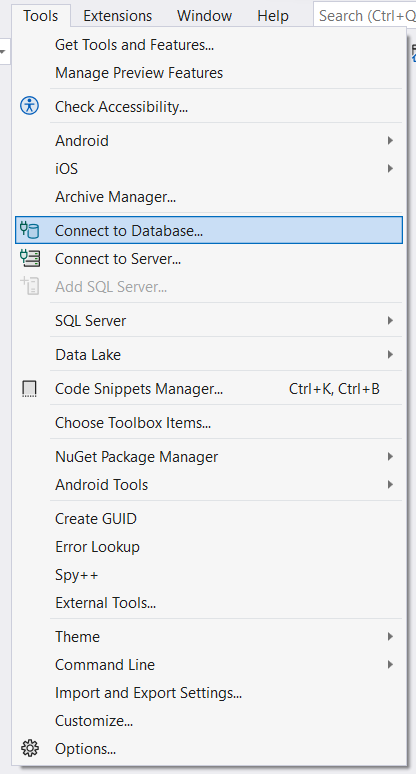 Tools Extensions Window Help Search (Ctrl+Q
Get Tools and Features...
Manage Preview Features
Check Accessibility...
Android
iOS
Archive Manager...
Connect to Database...
Connect to Server...
Add SQL Server...
SQL Server
Data Lake
Code Snippets Manager... Ctrl+K, Ctrl+B
Choose Toolbox Items...
NuGet Package Manager
Android Tools
Create GUID
Error Lookup
Spy++
External Tools...
Theme
Command Line
Import and Export Settings...
Customize...
Options...